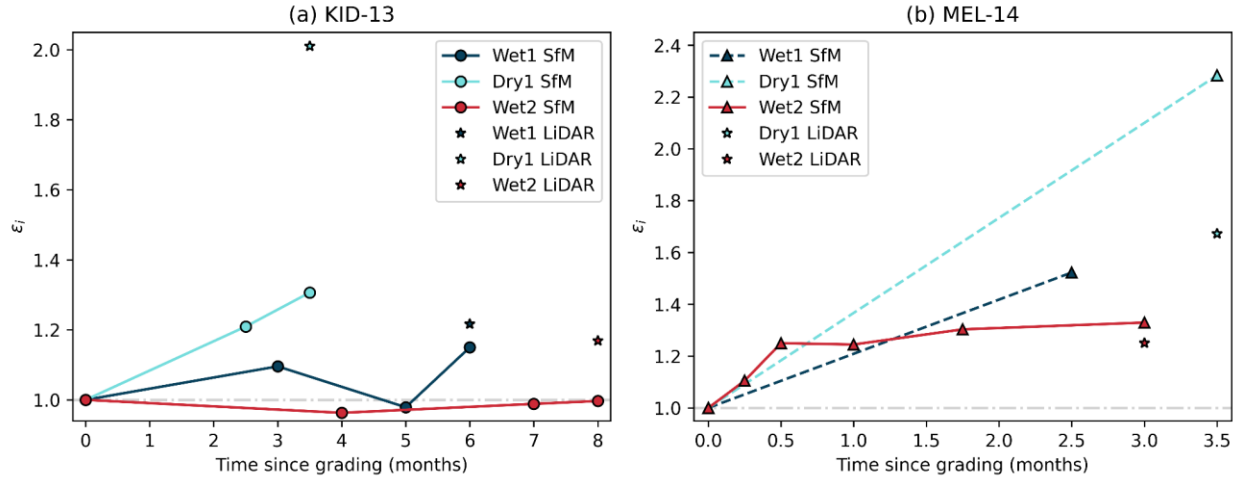 (a) KID-13
2.0
1.8
1.6
1.4
1.2
1.0
εi
0 1 2 3 4 5 6 7 8
Time since grading (months)
Wet1 SfM
Dry1 SfM
Wet2 SfM
Wet1 LiDAR
Dry1 LiDAR
Wet2 LiDAR
(b) MEL-14
2.4
2.2
2.0
1.8
1.6
1.4
1.2
1.0
εi
0.0 0.5 1.0 1.5 2.0 2.5 3.0 3.5
Time since grading (months)
Wet1 SfM
Dry1 SfM
Wet2 SfM
Dry1 LiDAR
Wet2 LiDAR